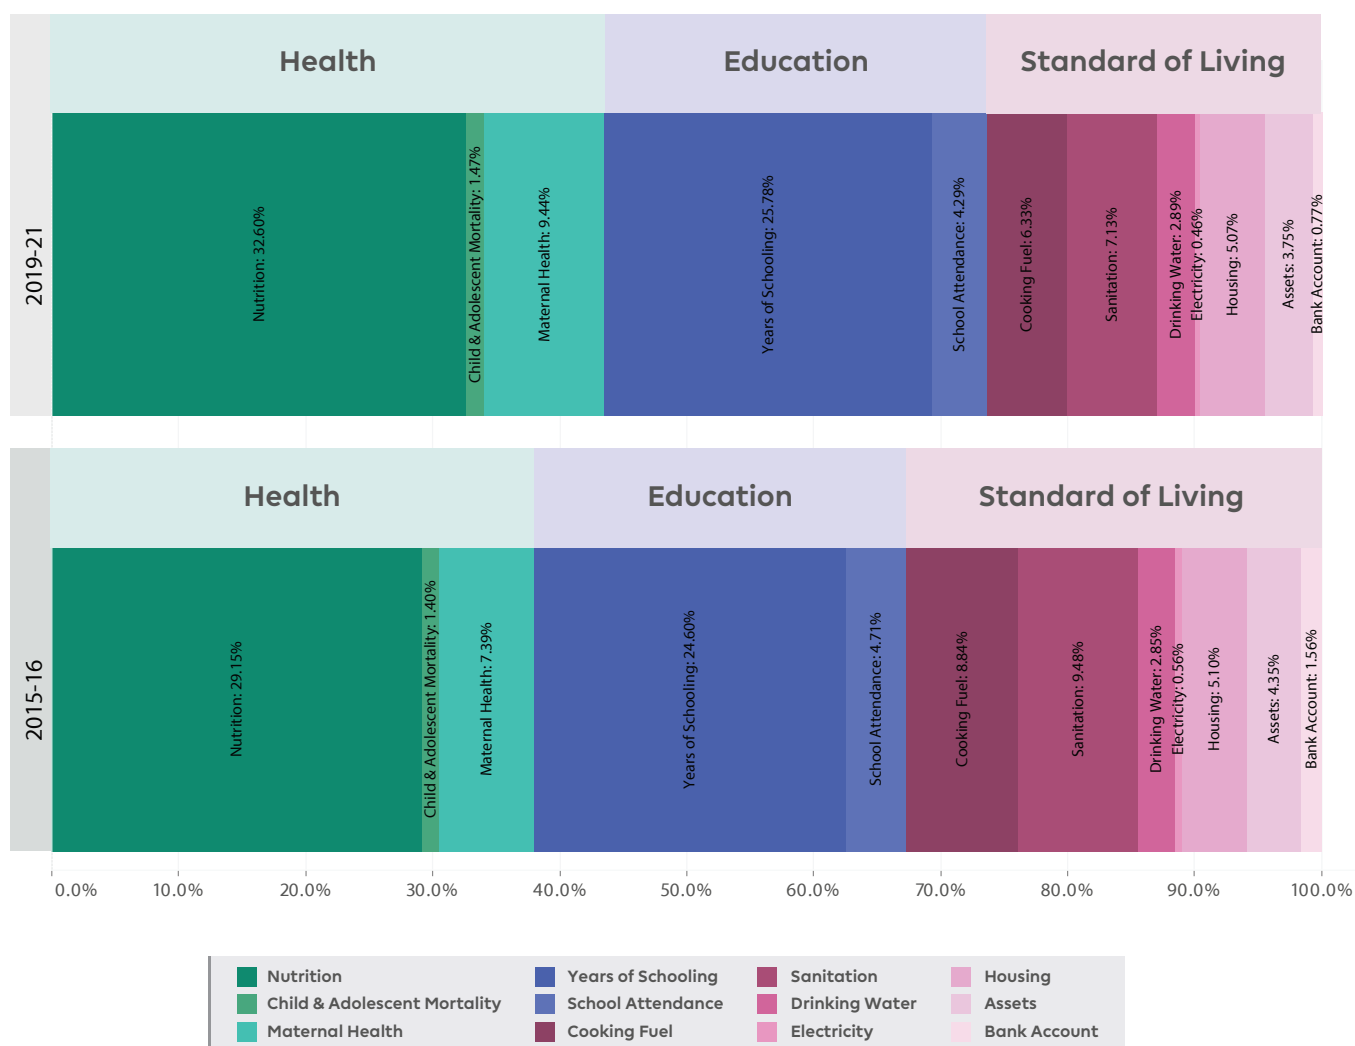 Health
Education
Standard of Living
2019-21
Nutrition: 32.60%
Child & Adolescent Mortality: 1.47%
Maternal Health: 9.44%
Years of Schooling: 25.78%
School Attendance: 4.29%
Cooking Fuel: 6.33%
Sanitation: 7.13%
Drinking Water: 2.89%
Electricity: 0.46%
Housing: 5.07%
Assets: 3.75%
Bank Account: 0.77%
Health
Education
Standard of Living
2015-16
Nutrition: 29.15%
Child & Adolescent Mortality: 1.40%
Maternal Health: 7.39%
Years of Schooling: 24.60%
School Attendance: 4.71%
Cooking Fuel: 8.84%
Sanitation: 9.48%
Drinking Water: 2.85%
Electricity: 0.56%
Housing: 5.10%
Assets: 4.35%
Bank Account: 1.56%
0.0% 10.0% 20.0% 30.0% 40.0% 50.0% 60.0% 70.0% 80.0% 90.0% 100.0%
Nutrition Years of Schooling Sanitation Housing
Child & Adolescent Mortality School Attendance Drinking Water Assets
Maternal Health Cooking Fuel Electricity Bank Account